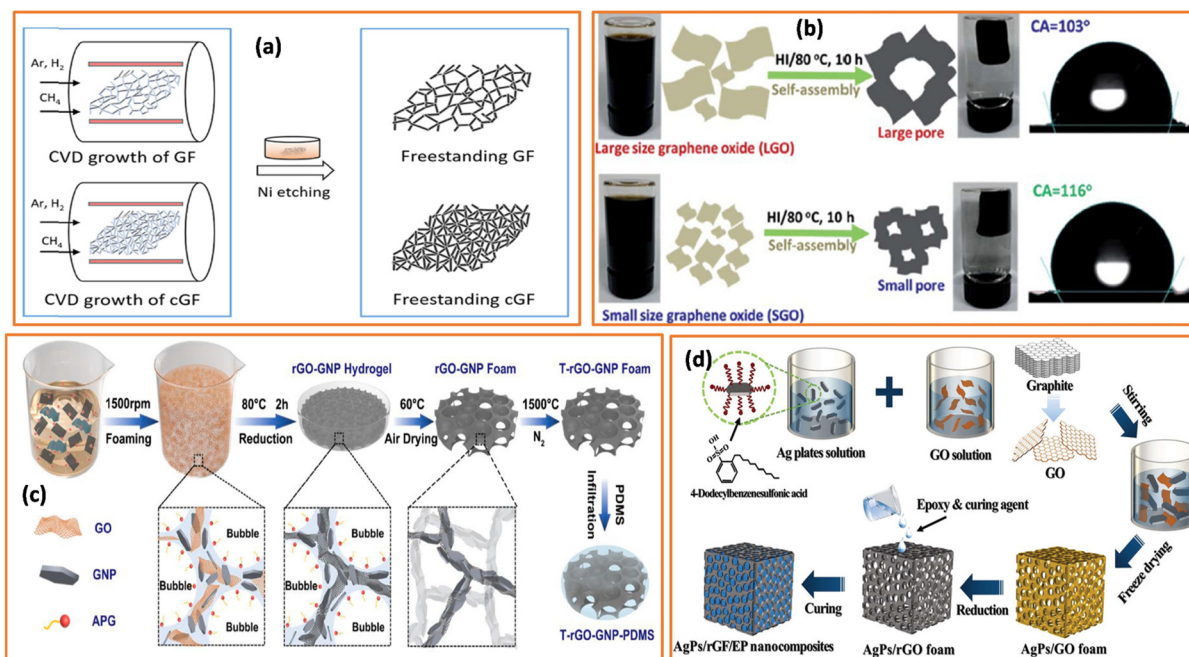 (a)
Ar, H₂
CH₄
CVD growth of GF
Ar, H₂
CH₄
CVD growth of cGF
Ni etching
Freestanding GF
Freestanding cGF
(b)
HI/80 °C, 10 h
Self-assembly
Large size graphene oxide (LGO)
Large pore
CA=103°
HI/80 °C, 10 h
Self-assembly
Small size graphene oxide (SGO)
Small pore
CA=116°
(c)
1500rpm
Foaming
80°C 2h
Reduction
rGO-GNP Hydrogel
60°C
Air Drying
rGO-GNP Foam
1500°C
N₂
T-rGO-GNP Foam
PDMS
Infiltration
T-rGO-GNP-PDMS
GO
GNP
APG
Bubble
Bubble
Bubble
Bubble
Bubble
Bubble
Bubble
(d)
OH
O=S=O
4-Dodecylbenzenesulfonic acid
Ag plates solution
GO solution
Graphite
GO
Stirring
Freeze drying
AgPs/GO foam
Reduction
Epoxy & curing agent
AgPs/rGO foam
Curing
AgPs/rGF/EP nanocomposites